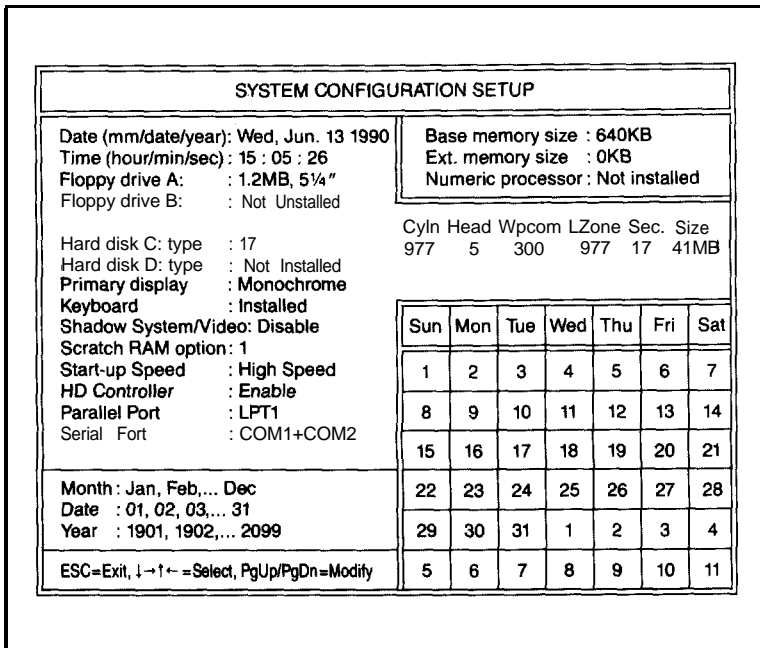 SYSTEM CONFIGURATION SETUP
Date (mm/date/year): Wed, Jun. 13 1990
Time (hour/min/sec) : 15 : 05 : 26
Floppy drive A: : 1.2MB, 5¼"
Floppy drive B: : Not Unstalled
Hard disk C: type : 17
Hard disk D: type : Not Installed
Primary display : Monochrome
Keyboard : Installed
Shadow System/Video: Disable
Scratch RAM option : 1
Start-up Speed : High Speed
HD Controller : Enable
Parallel Port : LPT1
Serial Fort : COM1+COM2
Base memory size : 640KB
Ext. memory size : 0KB
Numeric processor : Not installed
Cyln Head Wpcom LZone Sec. Size
977 5 300 977 17 41MB
Sun Mon Tue Wed Thu Fri Sat
1 2 3 4 5 6 7
8 9 10 11 12 13 14
15 16 17 18 19 20 21
22 23 24 25 26 27 28
29 30 31 1 2 3 4
5 6 7 8 9 10 11
Month : Jan, Feb,... Dec
Date : 01, 02, 03,... 31
Year : 1901, 1902,... 2099
ESC=Exit, ↓→↑← =Select, PgUp/PgDn=Modify